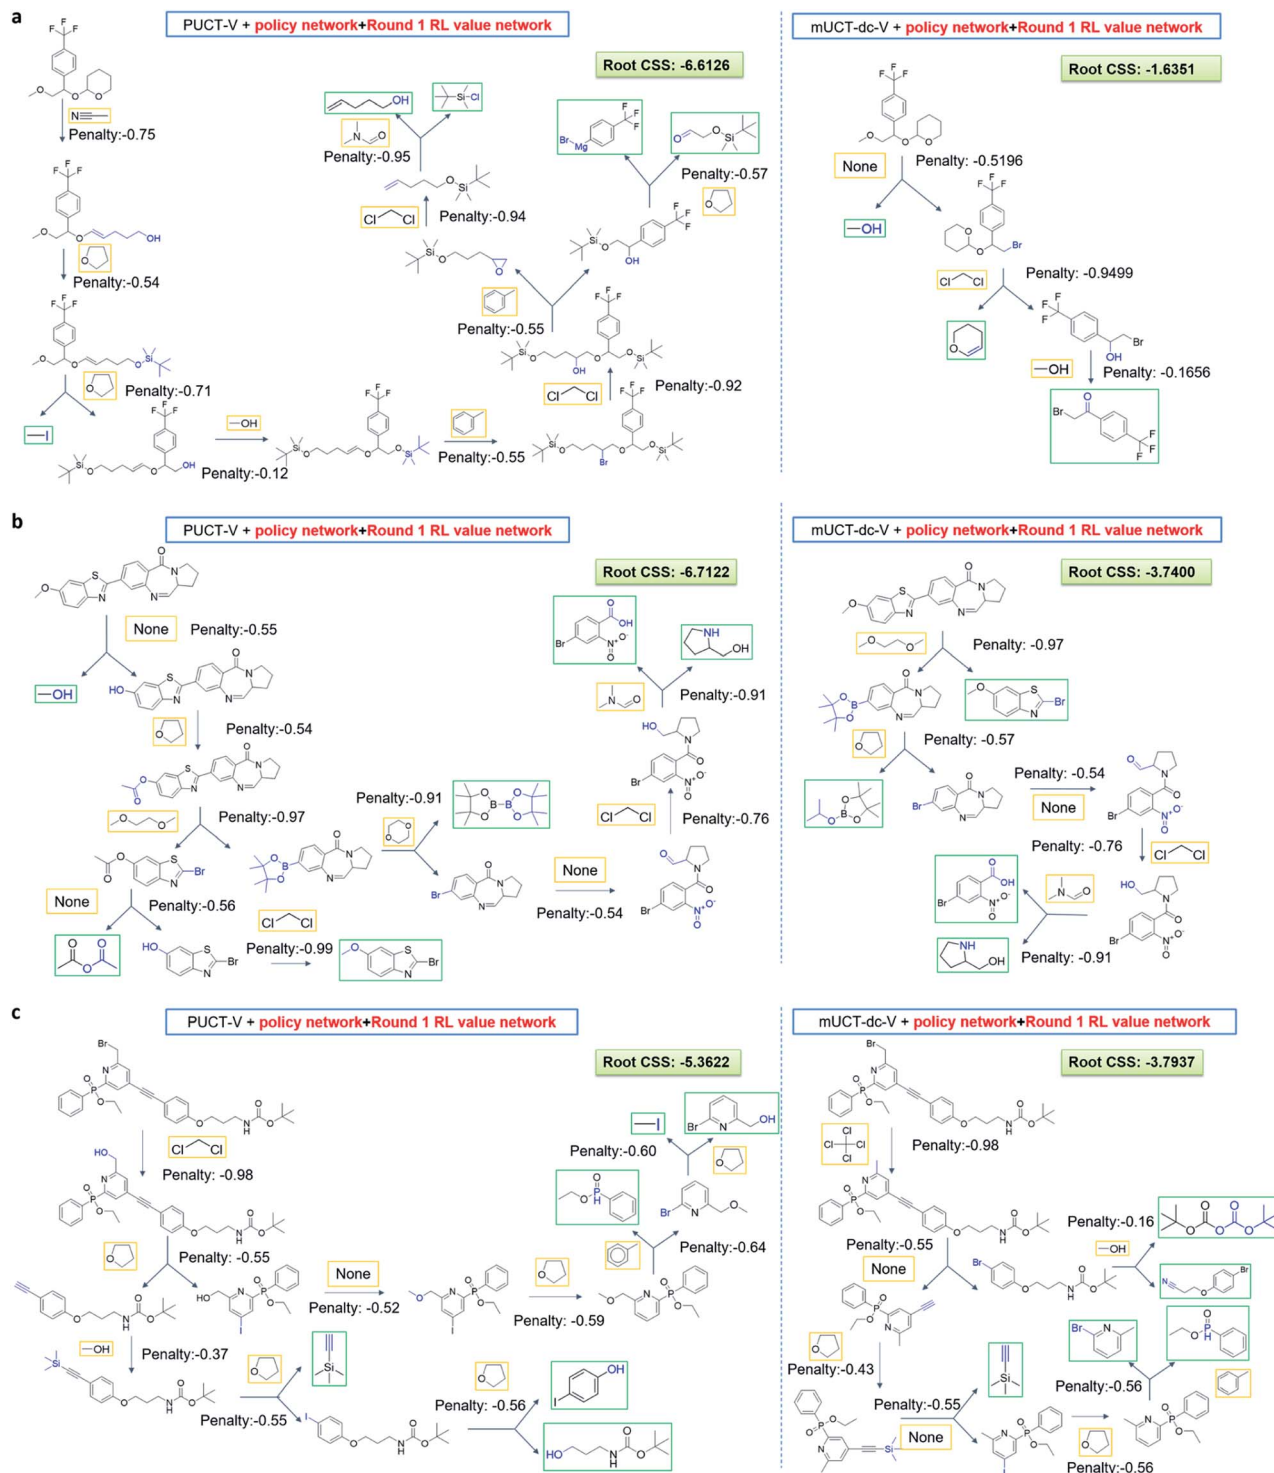 a
PUCT-V + policy network+Round 1 RL value network
Root CSS: -6.6126
Penalty:-0.75
Penalty:-0.54
Penalty:-0.71
Penalty:-0.12
Penalty:-0.55
Penalty:-0.92
Penalty:-0.55
Penalty:-0.94
Penalty:-0.95
Penalty:-0.57
mUCT-dc-V + policy network+Round 1 RL value network
Root CSS: -1.6351
None
Penalty: -0.5196
Penalty: -0.9499
Penalty: -0.1656
b
PUCT-V + policy network+Round 1 RL value network
Root CSS: -6.7122
None
Penalty:-0.55
Penalty:-0.54
Penalty:-0.97
None
Penalty:-0.56
Penalty:-0.99
Penalty:-0.91
None
Penalty:-0.54
Penalty:-0.76
Penalty:-0.91
mUCT-dc-V + policy network+Round 1 RL value network
Root CSS: -3.7400
Penalty: -0.97
Penalty: -0.57
Penalty: -0.54
None
Penalty: -0.76
Penalty: -0.91
c
PUCT-V + policy network+Round 1 RL value network
Root CSS: -5.3622
Penalty: -0.98
Penalty: -0.55
Penalty: -0.37
Penalty: -0.55
None
Penalty: -0.52
Penalty: -0.59
Penalty: -0.64
Penalty: -0.60
Penalty: -0.56
mUCT-dc-V + policy network+Round 1 RL value network
Root CSS: -3.7937
Penalty: -0.98
Penalty: -0.55
None
Penalty:-0.16
Penalty: -0.43
Penalty: -0.55
None
Penalty: -0.56
Penalty: -0.56